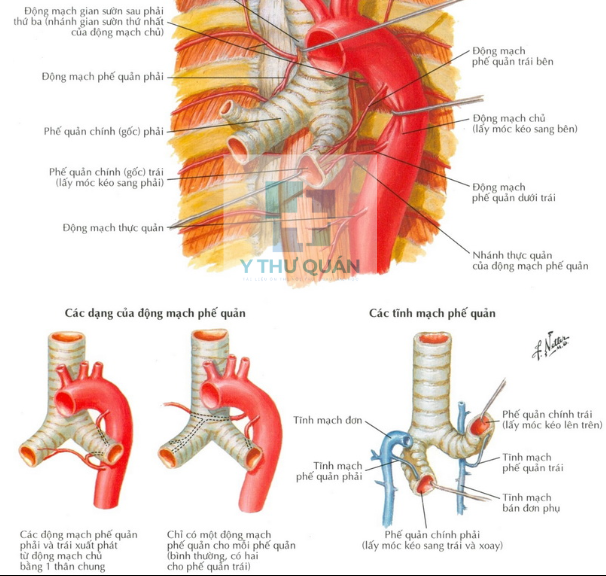 Động mạch gian sườn sau phải
thứ ba (nhánh gian sườn thứ nhất
của động mạch chủ)
Động mạch phế quản phải
Phế quản chính (gốc) phải
Phế quản chính (gốc) trái
(lấy móc kéo sang phải)
Động mạch thực quản
Động mạch
phế quản trái bên
Động mạch chủ
(lấy móc kéo sang bên)
Động mạch
phế quản dưới trái
Nhánh thực quản
của động mạch phế quản
Y THƯ QUÁN
Các dạng của động mạch phế quản
Các động mạch phế quản
phải và trái xuất phát
từ động mạch chủ
bằng 1 thân chung
Chỉ có một động mạch
phế quản cho mỗi phế quản
(bình thường, có hai
cho phế quản trái)
Các tĩnh mạch phế quản
F. Netter
Tĩnh mạch đơn
Tĩnh mạch
phế quản phải
Phế quản chính trái
(lấy móc kéo lên trên)
Tĩnh mạch
phế quản trái
Tĩnh mạch
bán đơn phụ
Phế quản chính phải
(lấy móc kéo sang trái và xoay)